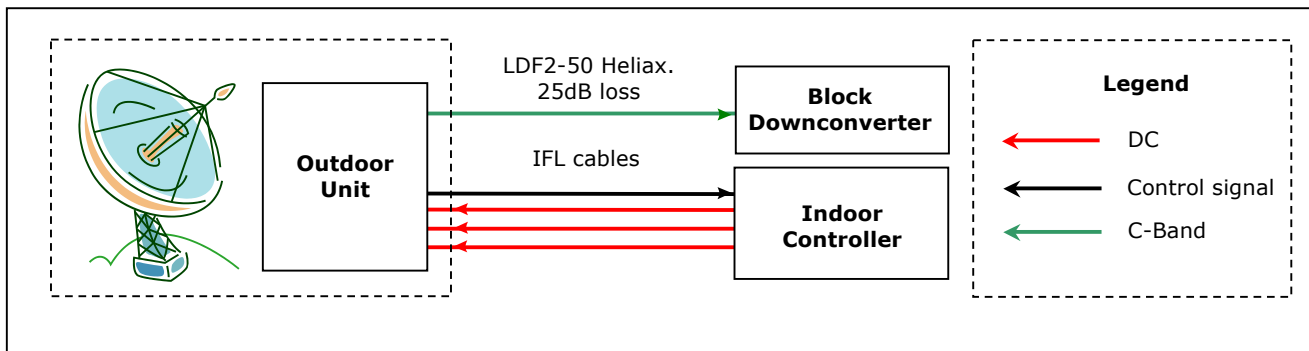 LDF2-50 Heliax.
25dB loss
Outdoor
Unit
Block
Downconverter
IFL cables
Indoor
Controller
Legend
DC
Control signal
C-Band